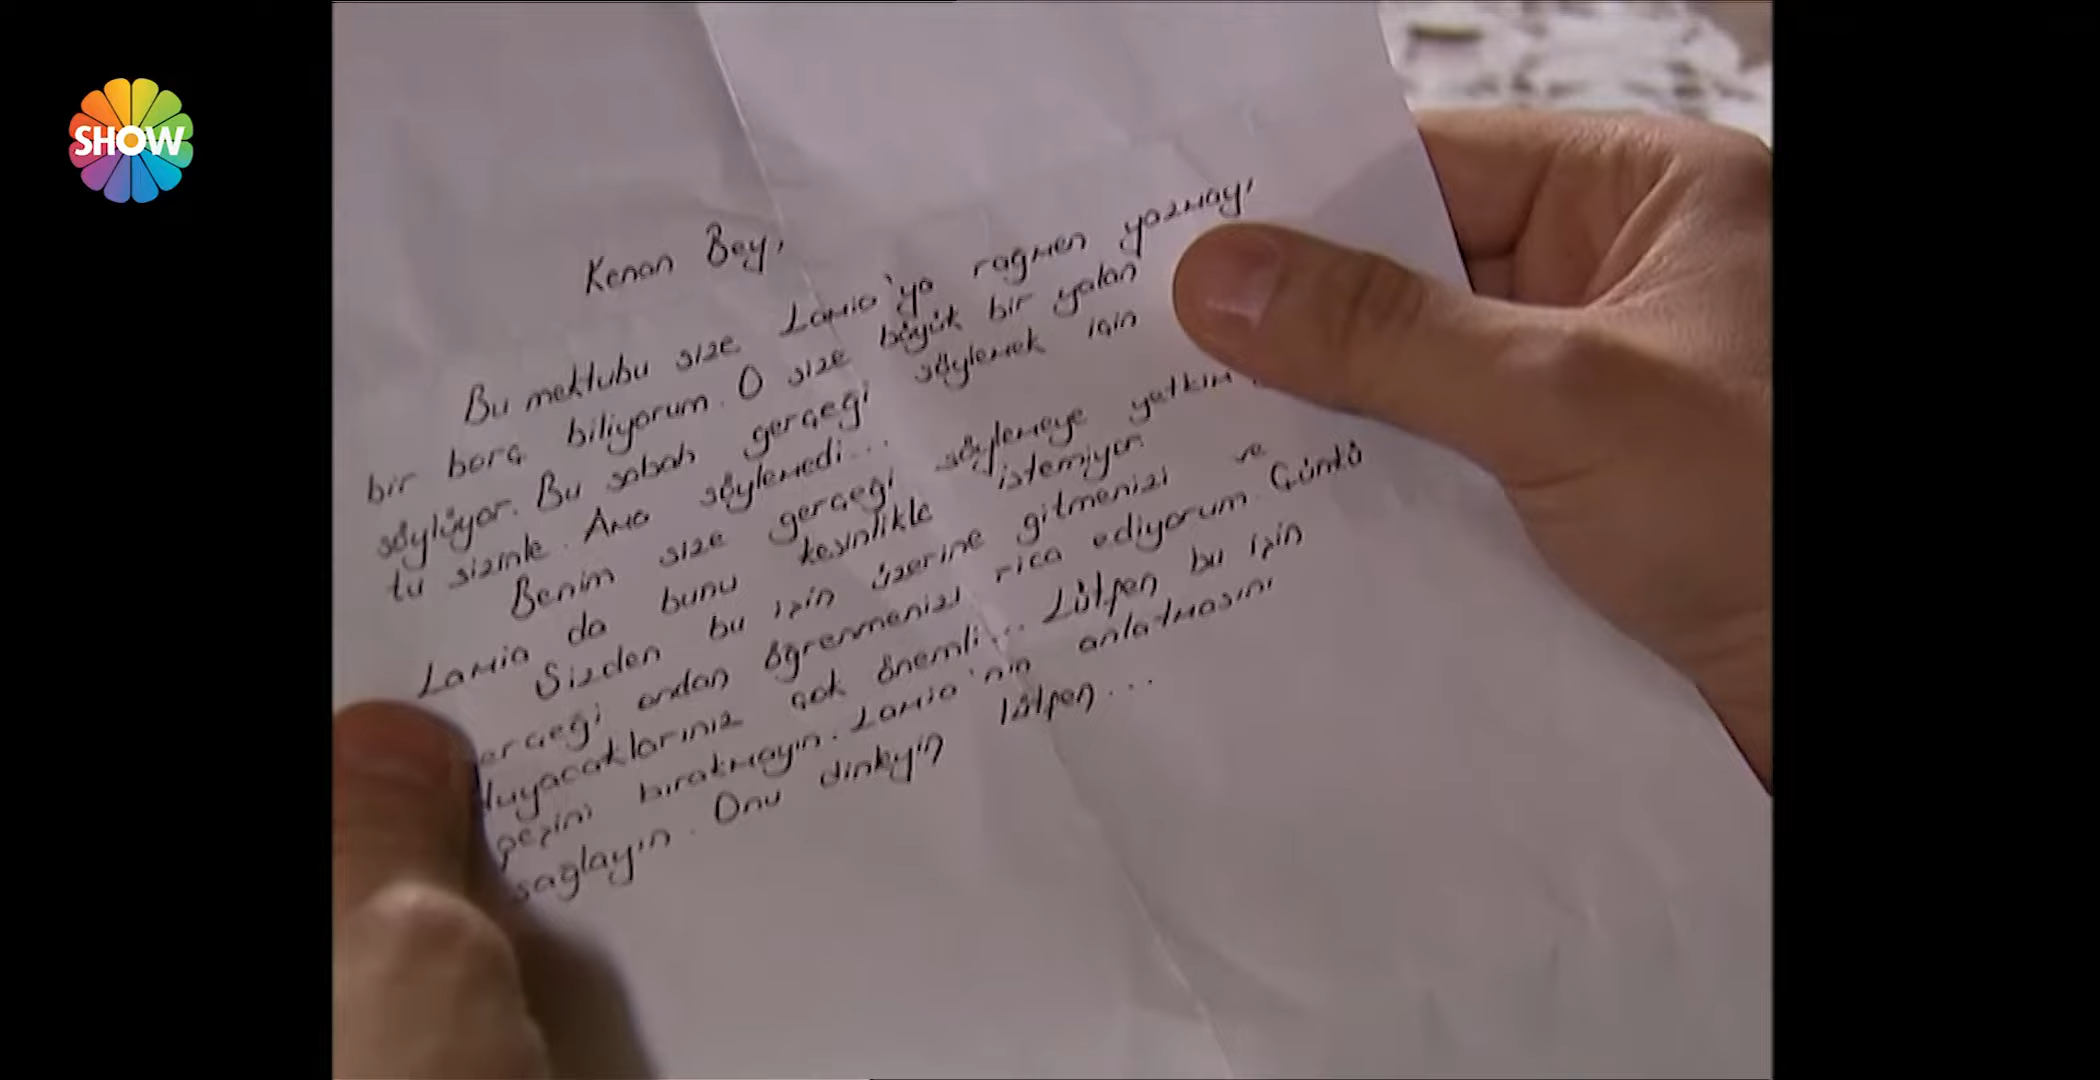 SHOW
Kenan Bey,
Bu mektubu size Lamia'ya rağmen yazmayı
bir borç biliyorum. O size büyük bir yalan
söylüyor. Bu sabah gerçeği söylemek için
tu sizinle. Ama söylemedi...
Benim size gerçeği söylemeye yetkim
Lamia da bunu kesinlikle istemiyor.
Sizden bu işin üzerine gitmenizi ve
erçeği ondan öğrenmenizi rica ediyorum. Çünkü
duyacaklarınız çok önemli... Lütfen bu işin
peşini bırakmayın. Lamia'nın anlatmasını
sağlayın. Onu dinleyin lütfen...